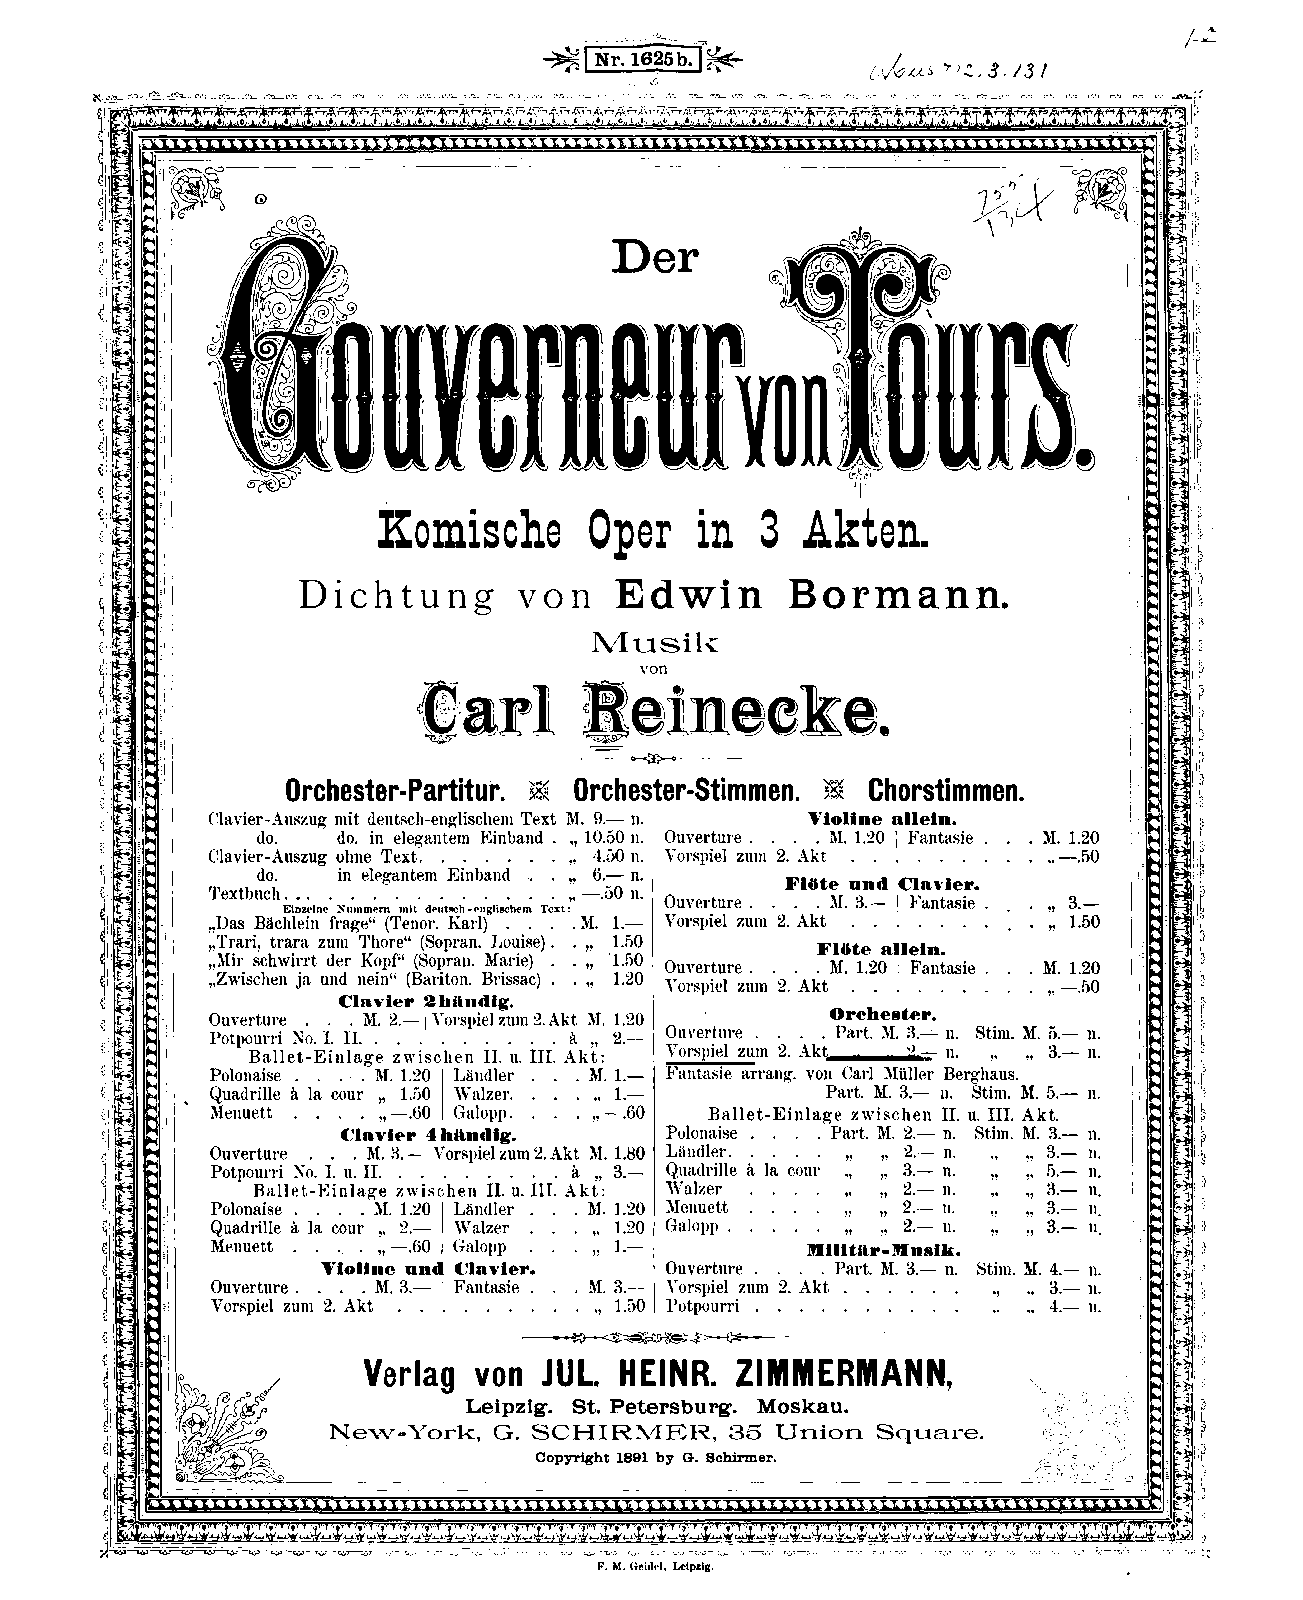 Nr. 1625b.
Der
Gouverneur von Tours.
Komische Oper in 3 Akten.
Dichtung von Edwin Bormann.
Musik
von
Carl Reinecke.
Orchester-Partitur. Orchester-Stimmen. Chorstimmen.
Clavier-Auszug mit deutsch-englischem Text M. 9.— n.
do. do. in elegantem Einband . „ 10.50 n.
Clavier-Auszug ohne Text. . . . . . . . „ 4.50 n.
do. in elegantem Einband . . „ 6.— n.
Textbuch . . . . . . . . . . . . . . „ —.50 n.
Einzelne Nummern mit deutsch-englischem Text:
„Das Bächlein frage“ (Tenor. Karl) . . . . M. 1.—
„Trari, trara zum Thore“ (Sopran. Louise) . . „ 1.50
„Mir schwirrt der Kopf“ (Sopran. Marie) . . „ 1.50
„Zwischen ja und nein“ (Bariton. Brissac) . . „ 1.20
Clavier 2händig.
Ouverture . . . M. 2.— Vorspiel zum 2. Akt M. 1.20
Potpourri No. I. II. . . . . . . . . . à „ 2.—
Ballet-Einlage zwischen II. u. III. Akt:
Polonaise . . . . M. 1.20 Ländler . . . M. 1.—
Quadrille à la cour „ 1.50 Walzer. . . . „ 1.—
Menuett . . . . „ —.60 Galopp. . . . „ —.60
Clavier 4händig.
Ouverture . . . M. 3.— Vorspiel zum 2. Akt M. 1.80
Potpourri No. I. u. II. . . . . . . . . à „ 3.—
Ballet-Einlage zwischen II. u. III. Akt:
Polonaise . . . . M. 1.20 Ländler . . . M. 1.20
Quadrille à la cour „ 2.— Walzer . . . „ 1.20
Menuett . . . . „ —.60 Galopp . . . „ 1.—
Violine und Clavier.
Ouverture . . . . M. 3.— Fantasie . . . M. 3.—
Vorspiel zum 2. Akt . . . . . . . . . „ 1.50
Violine allein.
Ouverture . . . . M. 1.20 Fantasie . . . M. 1.20
Vorspiel zum 2. Akt . . . . . . . . . „ —.50
Flöte und Clavier.
Ouverture . . . . M. 3.— Fantasie . . . „ 3.—
Vorspiel zum 2. Akt . . . . . . . . . „ 1.50
Flöte allein.
Ouverture . . . . M. 1.20 Fantasie . . . M. 1.20
Vorspiel zum 2. Akt . . . . . . . . . „ —.50
Orchester.
Ouverture . . . . Part. M. 3.— n. Stim. M. 5.— n.
Vorspiel zum 2. Akt „ „ 2.— n. „ „ 3.— n.
Fantasie arrang. von Carl Müller Berghaus.
Part. M. 3.— n. Stim. M. 5.— n.
Ballet-Einlage zwischen II. u. III. Akt.
Polonaise . . . . Part. M. 2.— n. Stim. M. 3.— n.
Ländler. . . . . „ „ 2.— n. „ „ 3.— n.
Quadrille à la cour „ „ 3.— n. „ „ 5.— n.
Walzer . . . . „ „ 2.— n. „ „ 3.— n.
Menuett . . . . „ „ 2.— n. „ „ 3.— n.
Galopp . . . . . „ „ 2.— n. „ „ 3.— n.
Militär-Musik.
Ouverture . . . . Part. M. 3.— n. Stim. M. 4.— n.
Vorspiel zum 2. Akt . . . . . . „ „ 3.— n.
Potpourri . . . . . . . . . . . „ „ 4.— n.
Verlag von JUL. HEINR. ZIMMERMANN,
Leipzig. St. Petersburg. Moskau.
New-York, G. SCHIRMER, 35 Union Square.
Copyright 1891 by G. Schirmer.
F. M. Geidel, Leipzig.